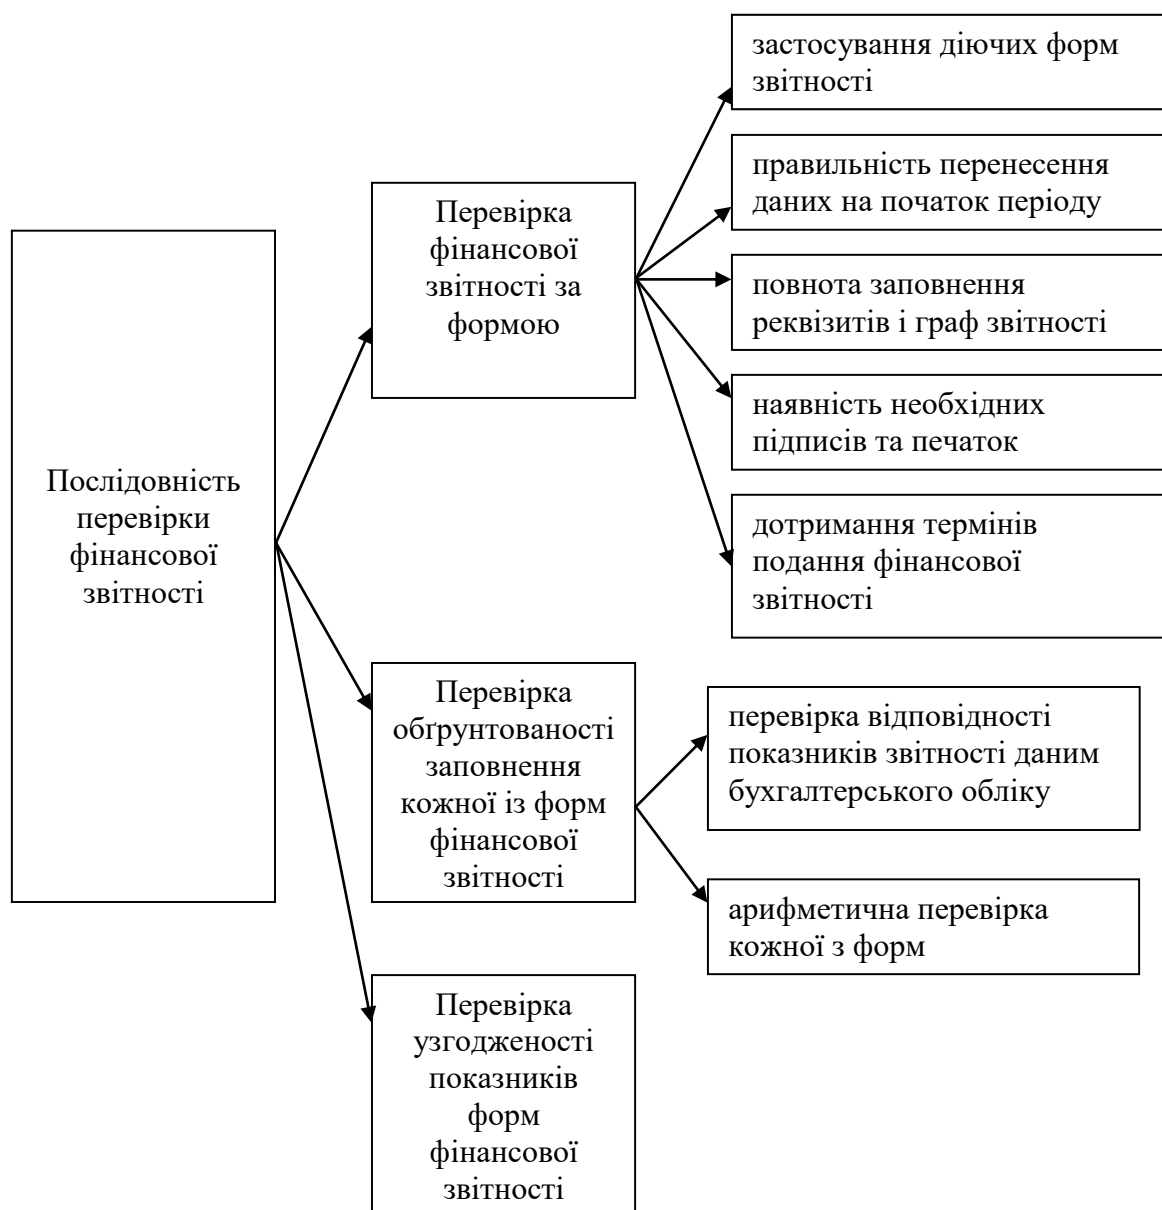 Послідовність
перевірки
фінансової
звітності
Перевірка
фінансової
звітності за
формою
застосування діючих форм
звітності
правильність перенесення
даних на початок періоду
повнота заповнення
реквізитів і граф звітності
наявність необхідних
підписів та печаток
дотримання термінів
подання фінансової
звітності
Перевірка
обґрунтованості
заповнення
кожної із форм
фінансової
звітності
перевірка відповідності
показників звітності даним
бухгалтерського обліку
арифметична перевірка
кожної з форм
Перевірка
узгодженості
показників
форм
фінансової
звітності